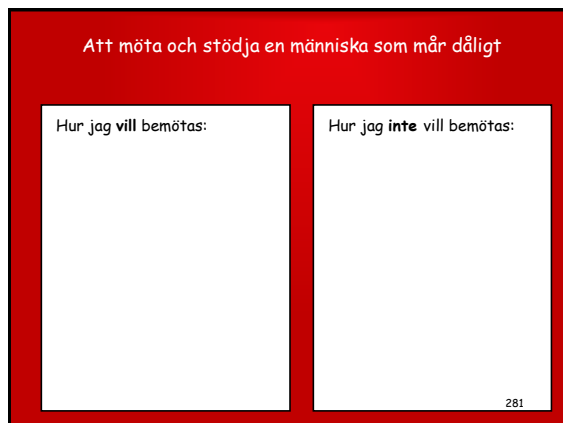 Att möta och stödja en människa som mår dåligt
Hur jag vill bemötas:
Hur jag inte vill bemötas:
281